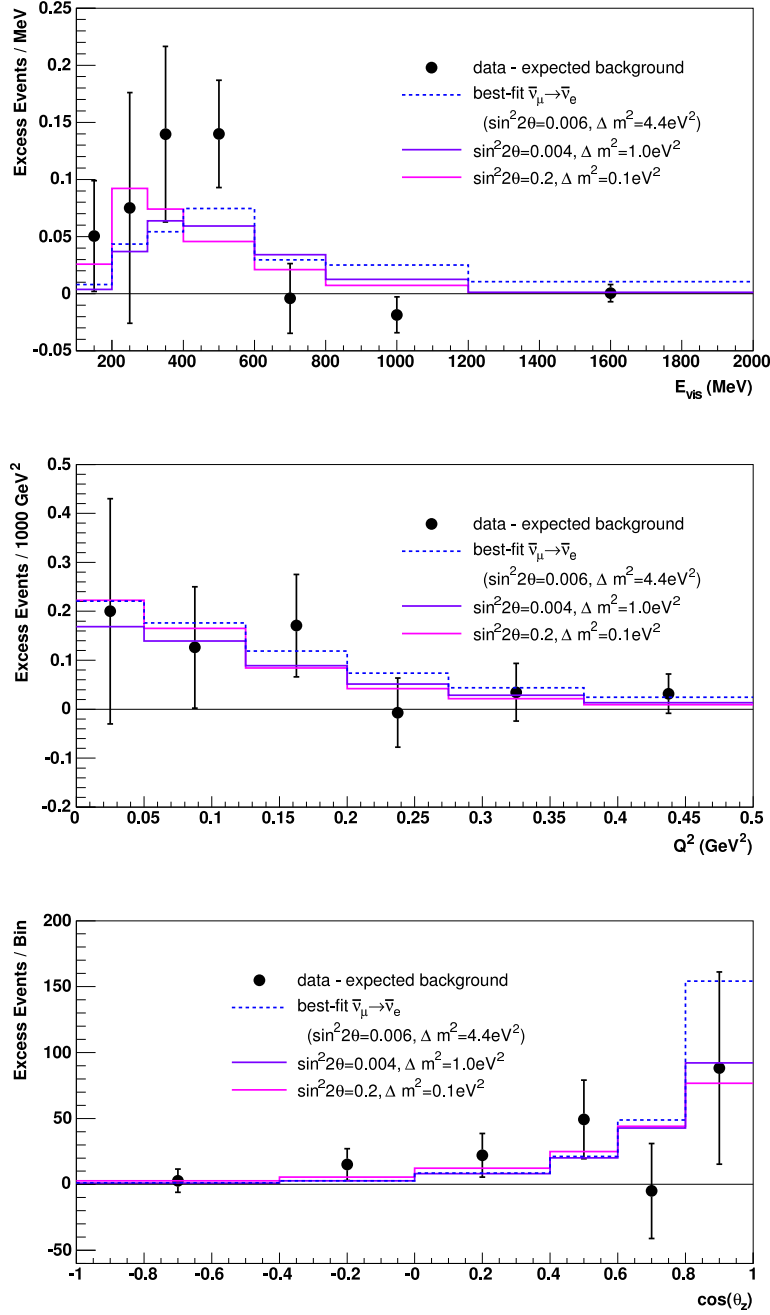 Excess Events / MeV
0.25
0.2
0.15
0.1
0.05
0
-0.05
data - expected background
best-fit ν̅μ→ν̅e
(sin²2θ=0.006, Δ m²=4.4eV²)
sin²2θ=0.004, Δ m²=1.0eV²
sin²2θ=0.2, Δ m²=0.1eV²
200 400 600 800 1000 1200 1400 1600 1800 2000
Evis (MeV)
Excess Events / 1000 GeV²
0.5
0.4
0.3
0.2
0.1
0
-0.1
-0.2
data - expected background
best-fit ν̅μ→ν̅e
(sin²2θ=0.006, Δ m²=4.4eV²)
sin²2θ=0.004, Δ m²=1.0eV²
sin²2θ=0.2, Δ m²=0.1eV²
0 0.05 0.1 0.15 0.2 0.25 0.3 0.35 0.4 0.45 0.5
Q² (GeV²)
Excess Events / Bin
200
150
100
50
0
-50
data - expected background
best-fit ν̅μ→ν̅e
(sin²2θ=0.006, Δ m²=4.4eV²)
sin²2θ=0.004, Δ m²=1.0eV²
sin²2θ=0.2, Δ m²=0.1eV²
-1 -0.8 -0.6 -0.4 -0.2 -0 0.2 0.4 0.6 0.8 1
cos(θz)